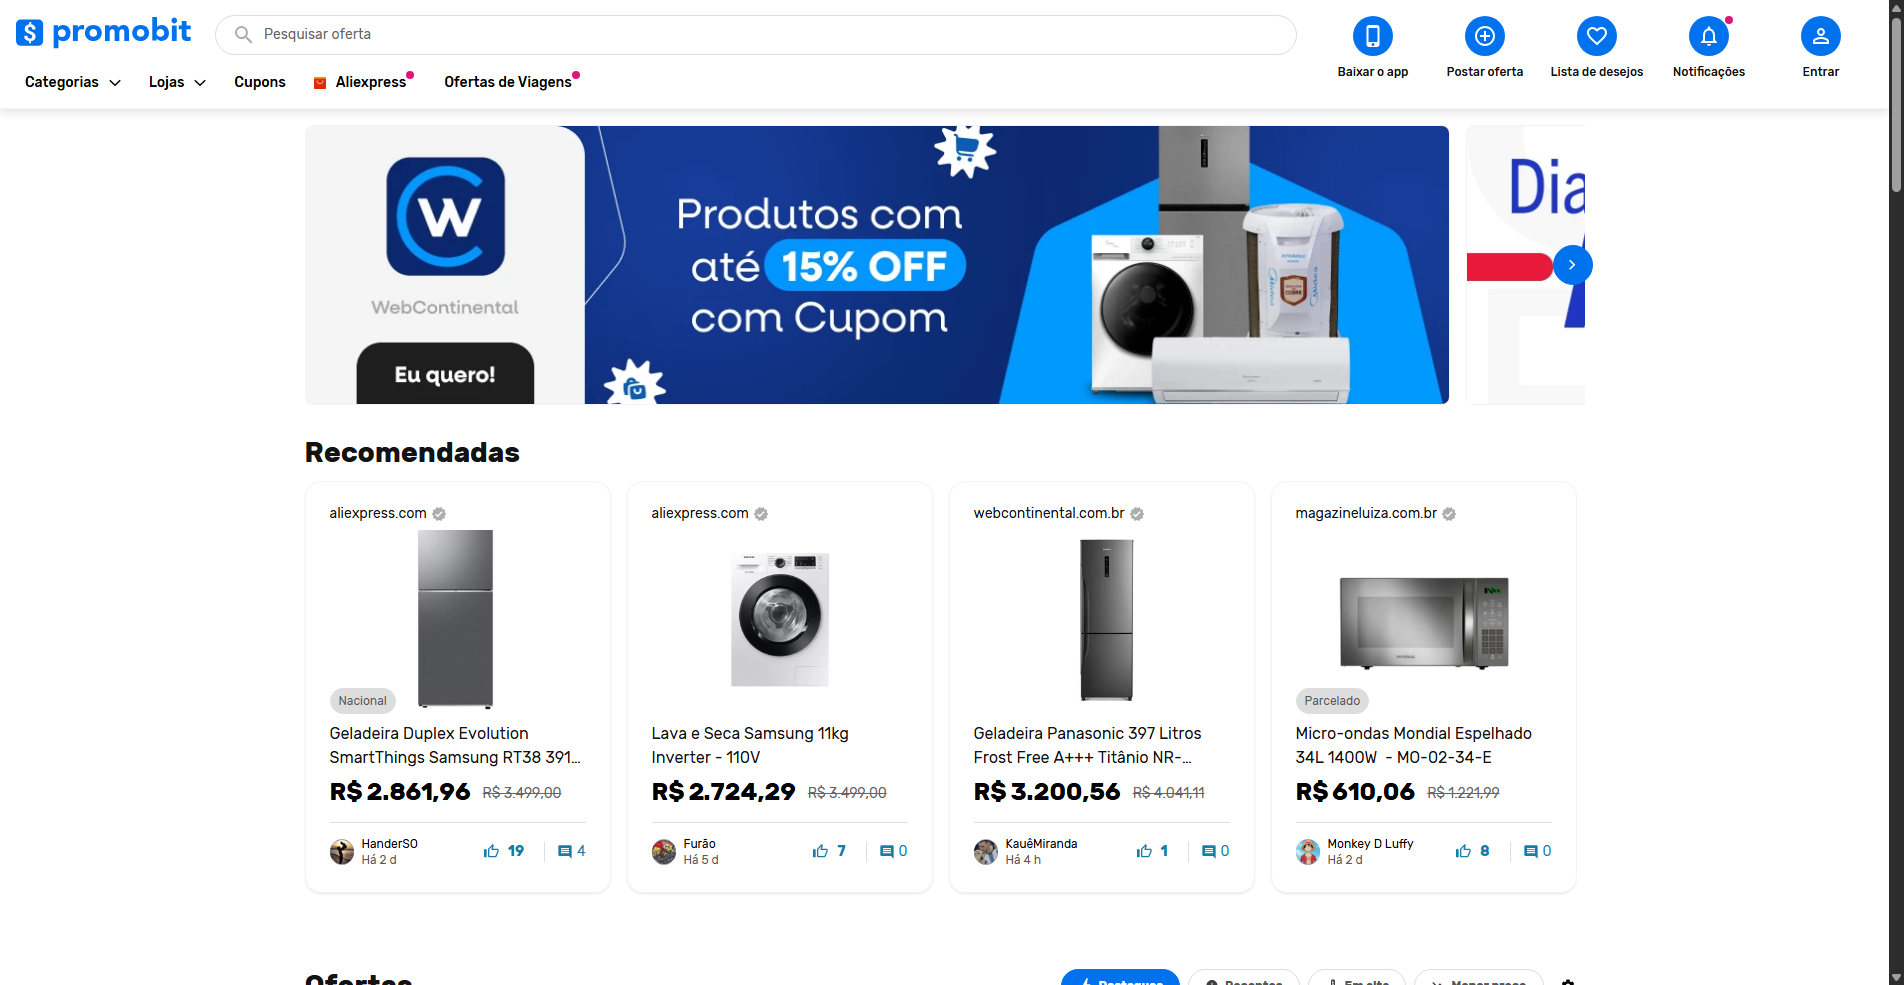 promobit
Pesquisar oferta
Baixar o app
Postar oferta
Lista de desejos
Notificações
Entrar
Categorias
Lojas
Cupons
Aliexpress
Ofertas de Viagens
WebContinental
Eu quero!
Produtos com
até 15% OFF
com Cupom
Dia
Recomendadas
aliexpress.com
Nacional
Geladeira Duplex Evolution
SmartThings Samsung RT38 391...
R$ 2.861,96 R$ 3.499,00
HanderSO
Há 2 d
19
4
aliexpress.com
Lava e Seca Samsung 11kg
Inverter - 110V
R$ 2.724,29 R$ 3.499,00
Furão
Há 5 d
7
0
webcontinental.com.br
Geladeira Panasonic 397 Litros
Frost Free A+++ Titânio NR-...
R$ 3.200,56 R$ 4.041,11
KauêMiranda
Há 4 h
1
0
magazineluiza.com.br
Parcelado
Micro-ondas Mondial Espelhado
34L 1400W - MO-02-34-E
R$ 610,06 R$ 1.221,99
Monkey D Luffy
Há 2 d
8
0
Ofertas
Destaques
Recentes
Em alta
Menor preço